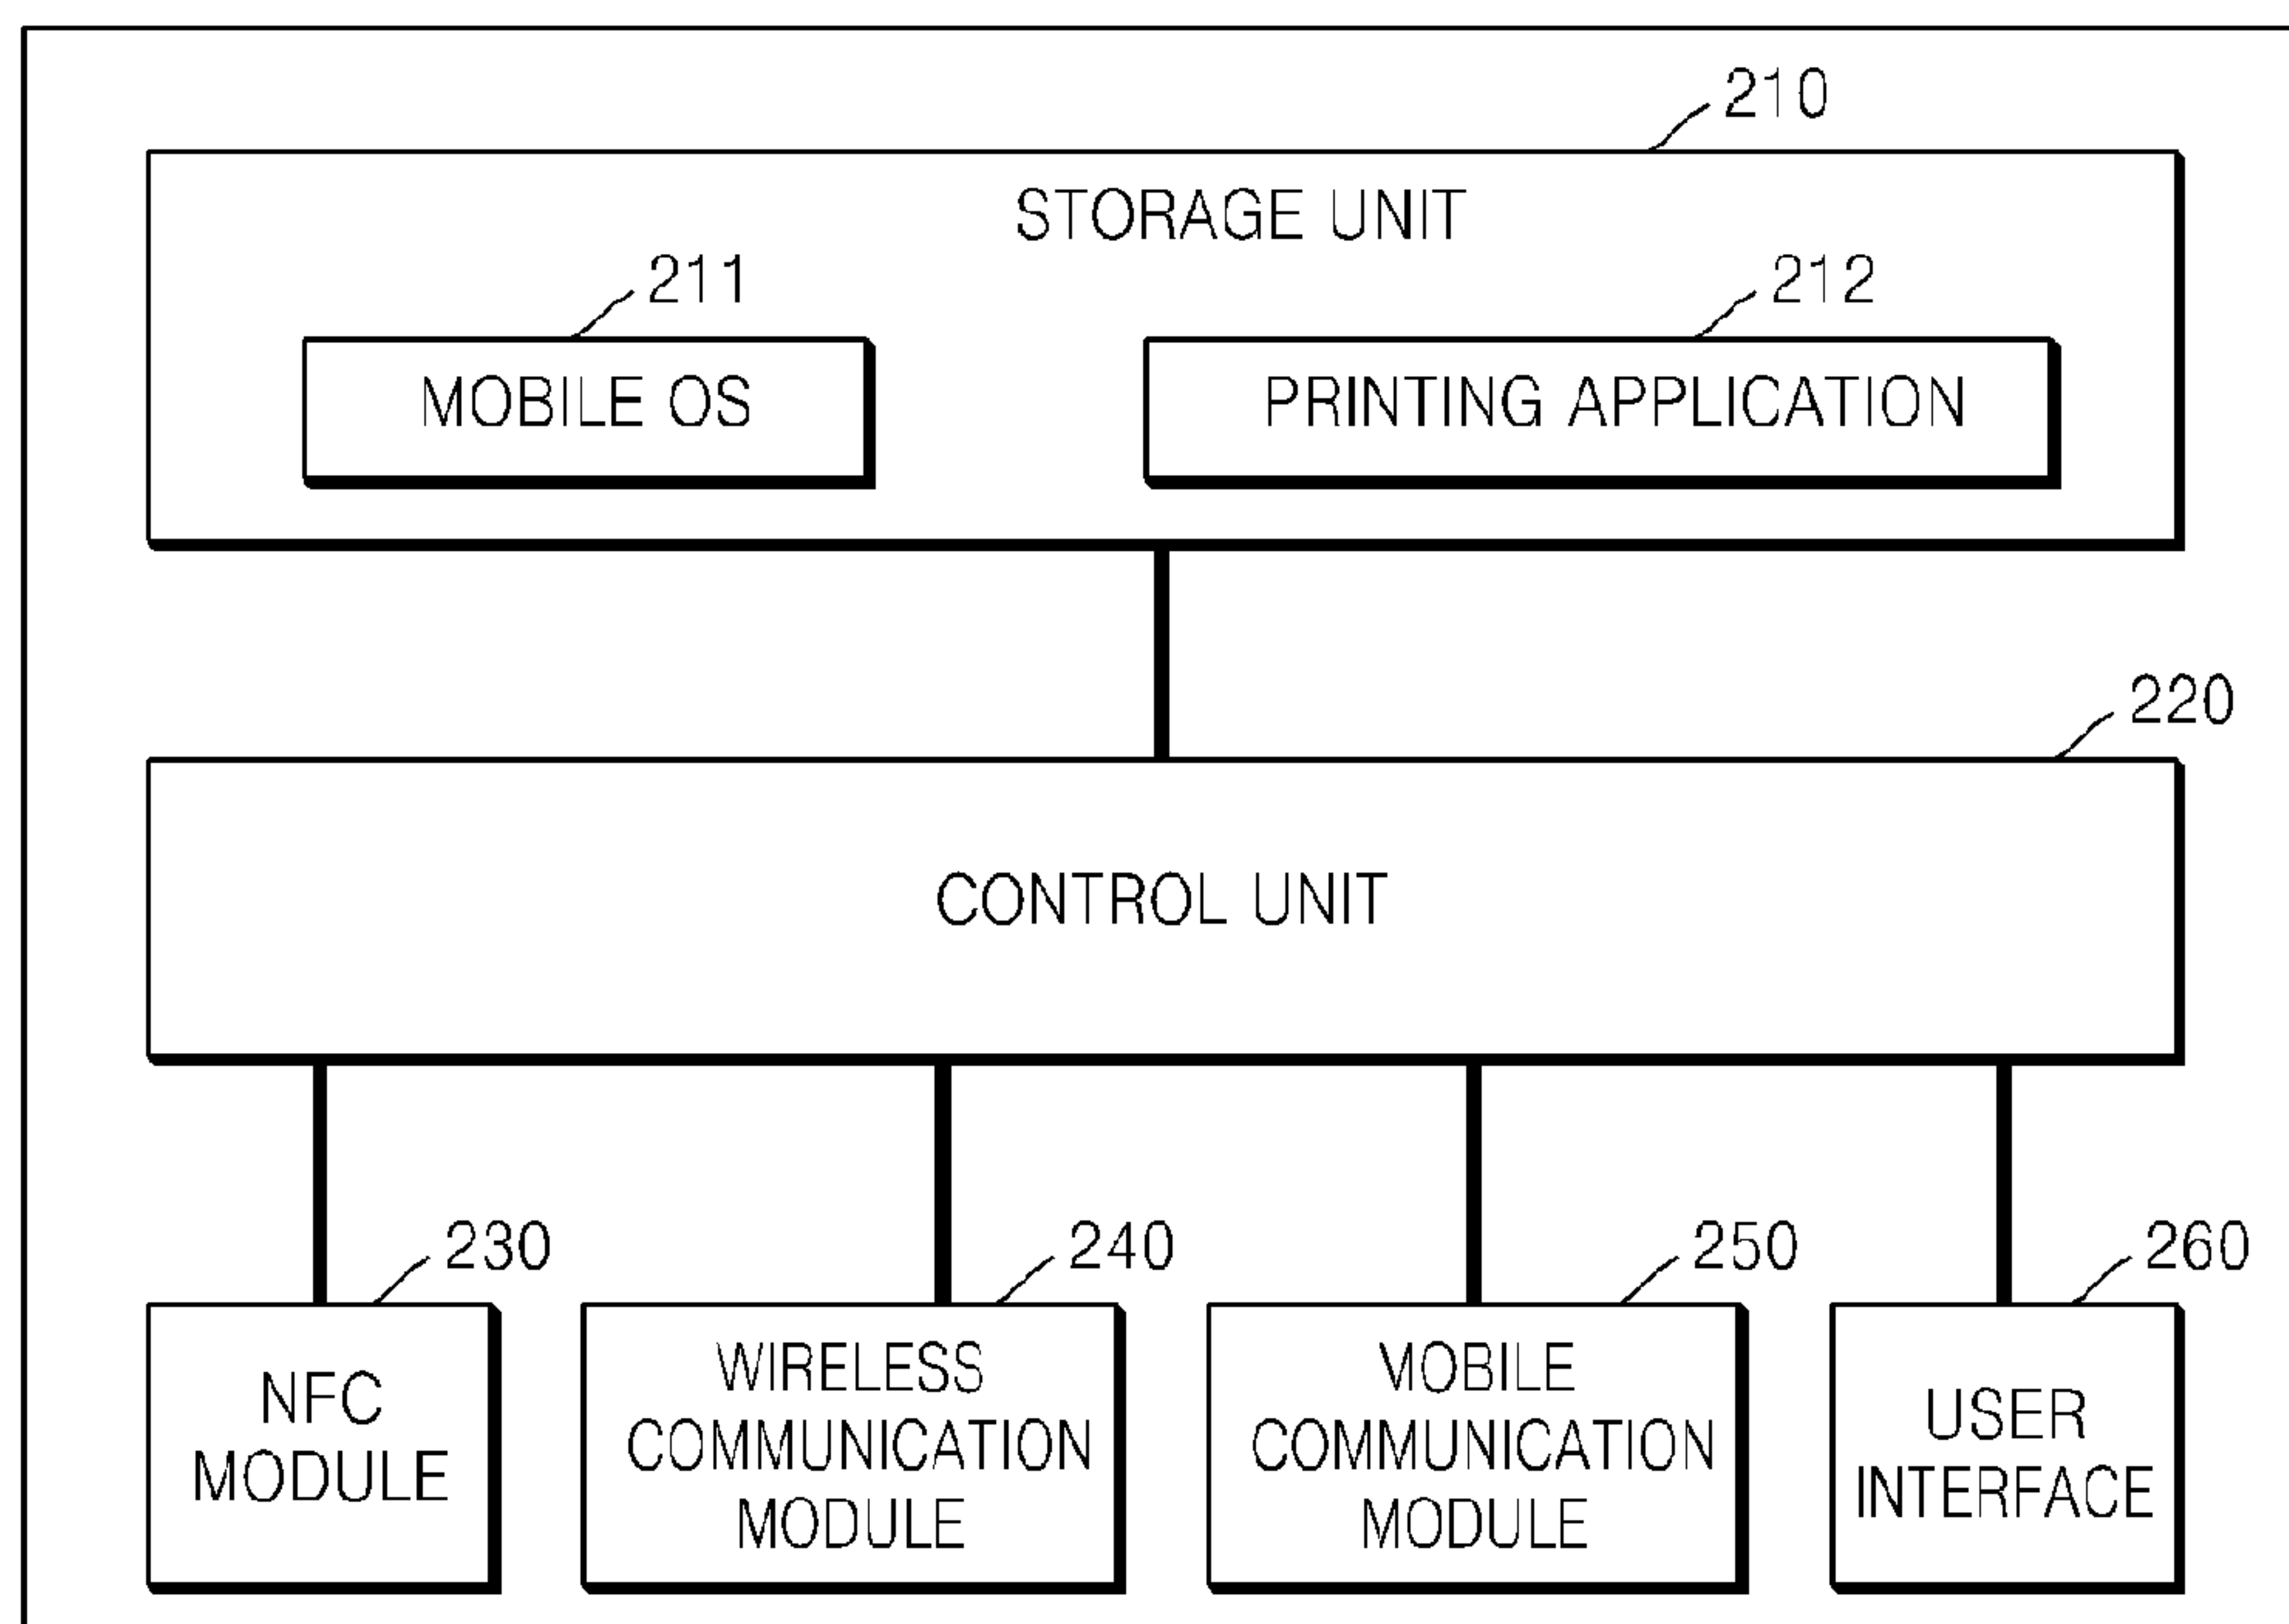 210
STORAGE UNIT
211
212
MOBILE OS
PRINTING APPLICATION
220
CONTROL UNIT
230
240
250
260
NFC
MODULE
WIRELESS
COMMUNICATION
MODULE
MOBILE
COMMUNICATION
MODULE
USER
INTERFACE